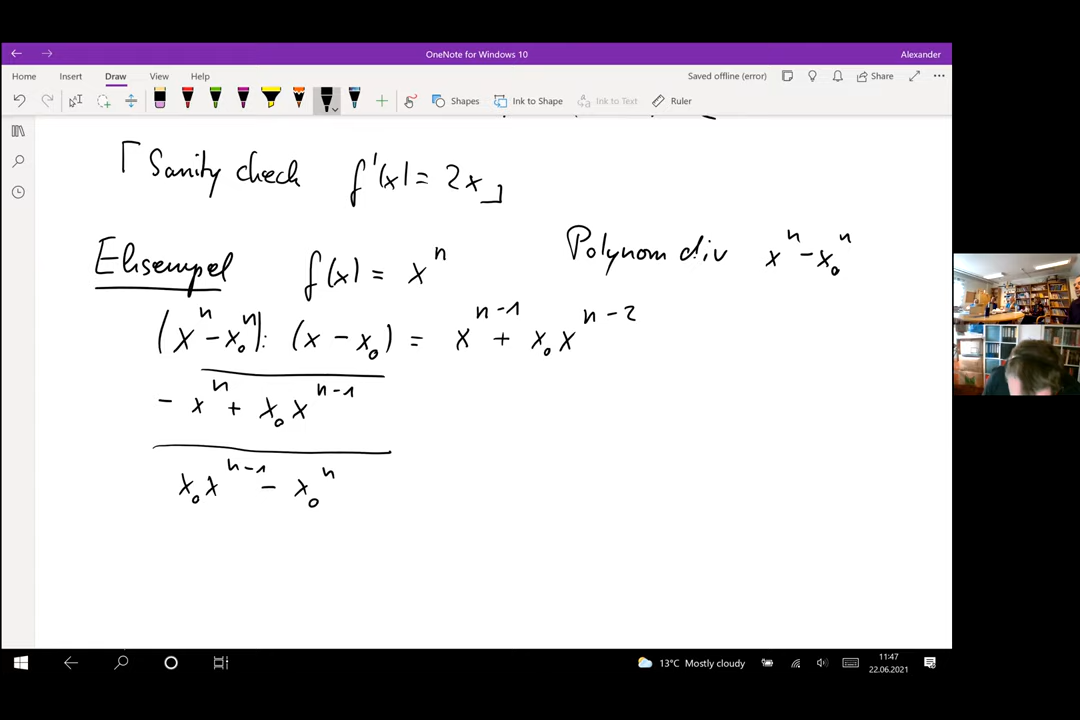 OneNote for Windows 10
Alexander
Home Insert Draw View Help
Saved offline (error) Share
Shapes Ink to Shape Ink to Text Ruler
⌈ Sanity check f'(x) = 2x ⌋
Elisempel f(x) = x^n
Polynom div x^n - x_0^n
(x^n - x_0^n) : (x - x_0) = x^{n-1} + x_0 x^{n-2}
- x^n + x_0 x^{n-1}
x_0 x^{n-1} - x_0^n
13°C Mostly cloudy
11:47
22.06.2021